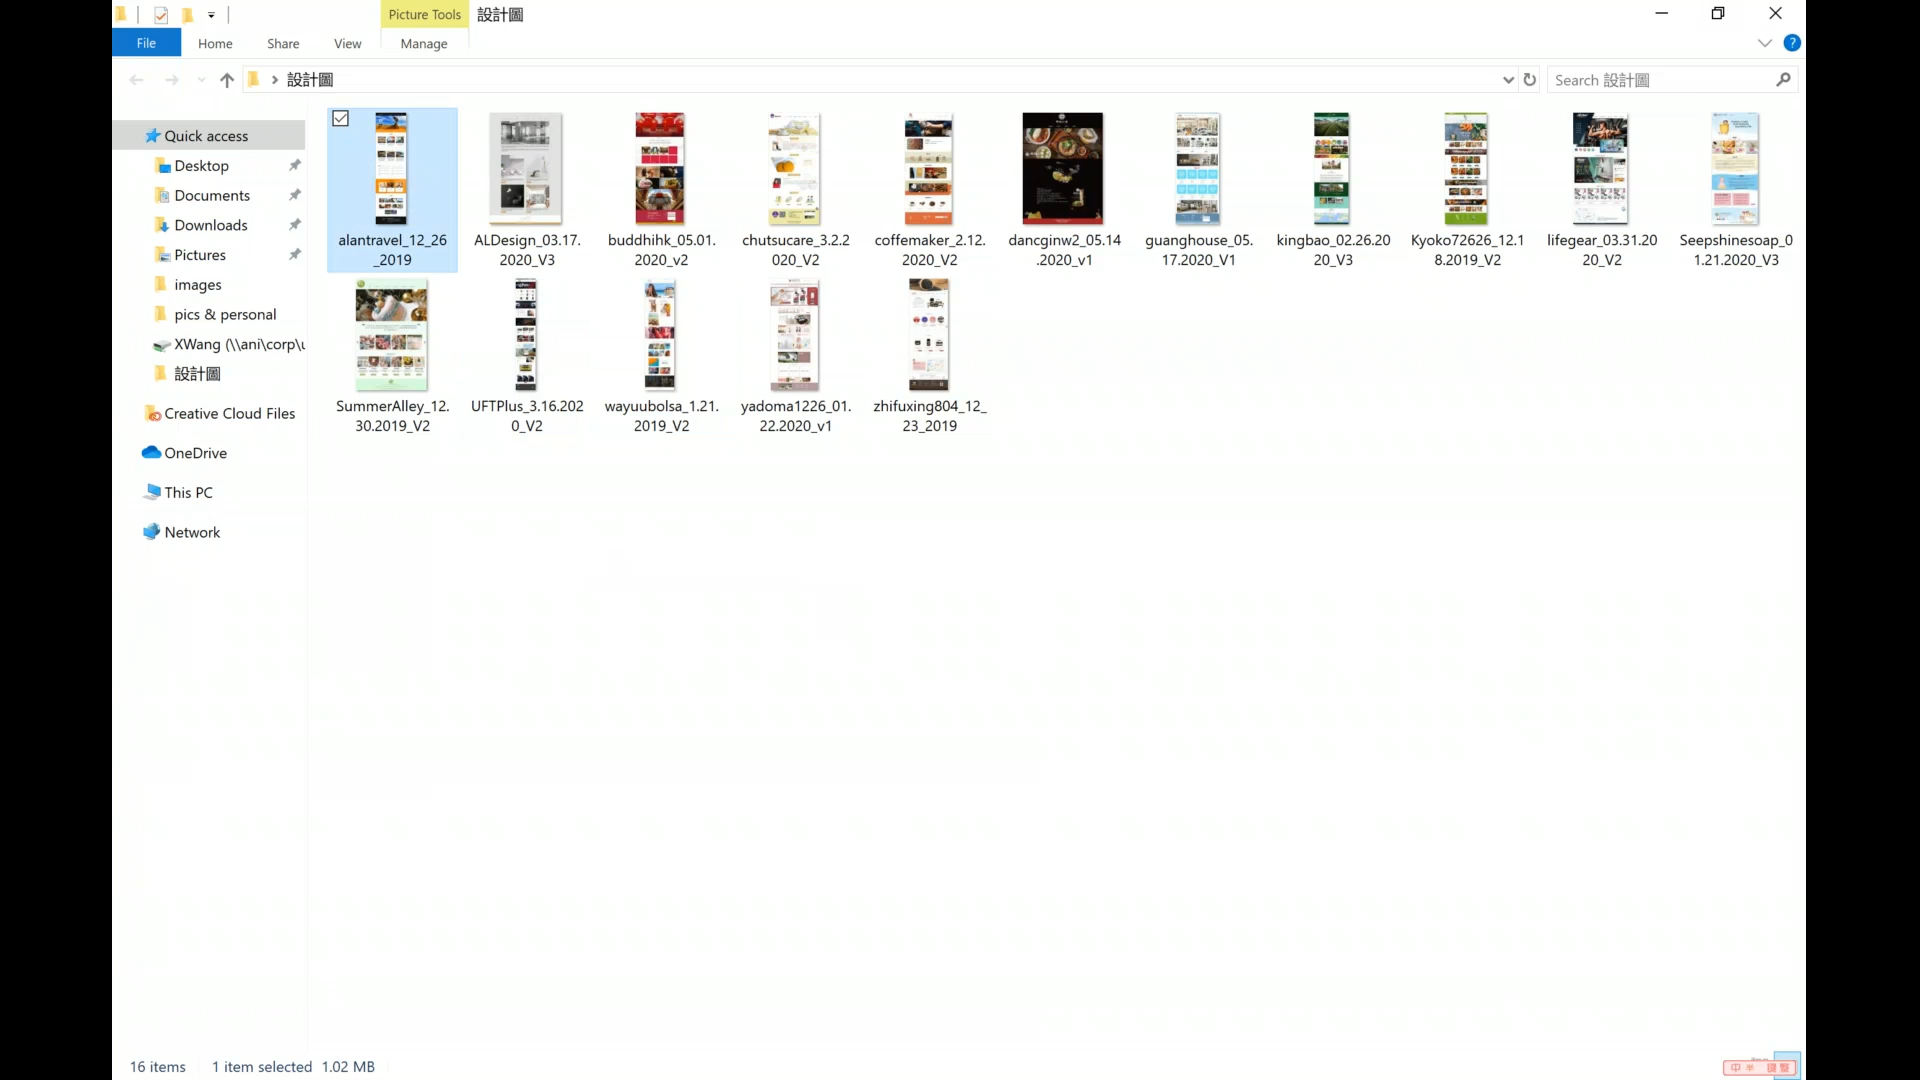 Picture Tools 設計圖
File Home Share View Manage
設計圖
Search 設計圖
Quick access
Desktop
Documents
Downloads
Pictures
images
pics & personal
XWang (\\ani\corp\u
設計圖
Creative Cloud Files
OneDrive
This PC
Network
alantravel_12_26
_2019
ALDesign_03.17.
2020_V3
buddhihk_05.01.
2020_v2
chutsucare_3.2.2
020_V2
coffemaker_2.12.
2020_V2
dancginw2_05.14
.2020_v1
guanghouse_05.
17.2020_V1
kingbao_02.26.20
20_V3
Kyoko72626_12.1
8.2019_V2
lifegear_03.31.20
20_V2
Seepshinesoap_0
1.21.2020_V3
SummerAlley_12.
30.2019_V2
UFTPlus_3.16.202
0_V2
wayuubolsa_1.21.
2019_V2
yadoma1226_01.
22.2020_v1
zhifuxing804_12_
23_2019
16 items 1 item selected 1.02 MB